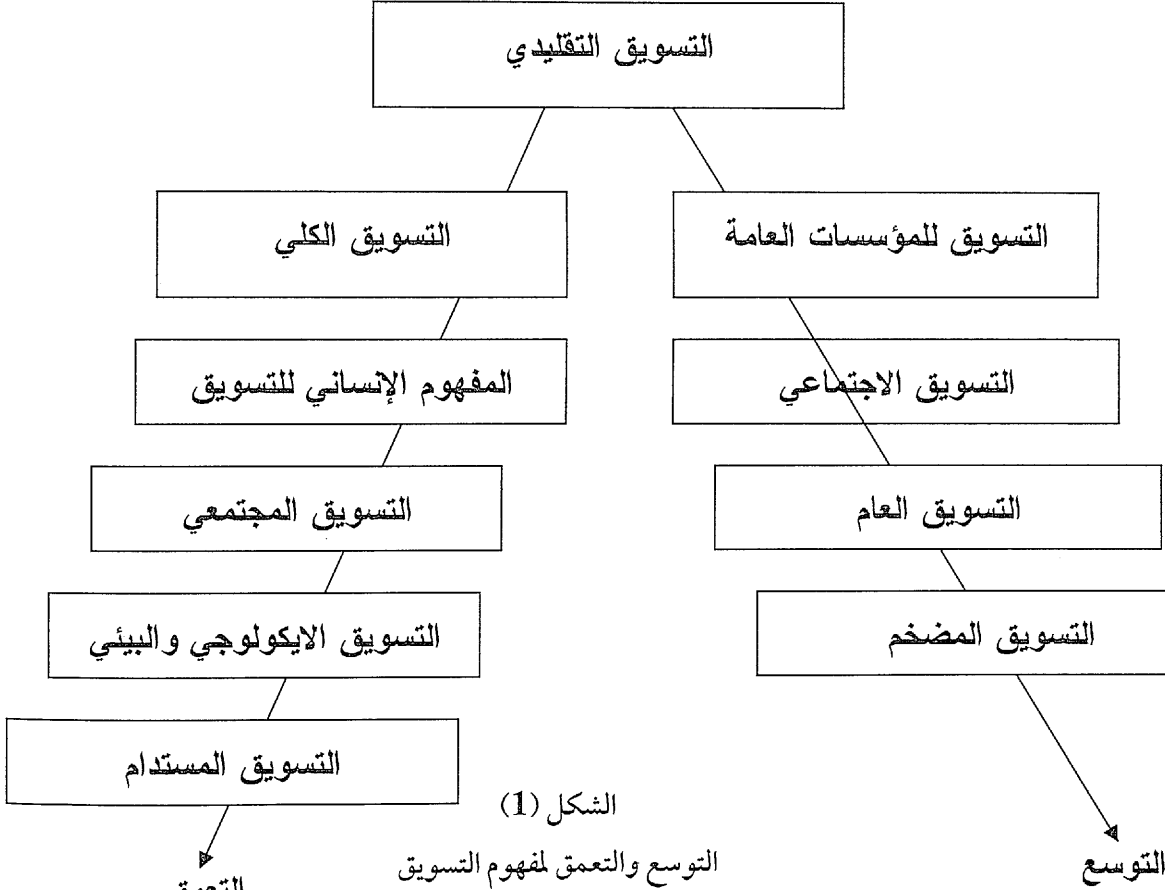 التسويق التقليدي
التسويق للمؤسسات العامة
التسويق الكلي
التسويق الاجتماعي
المفهوم الإنساني للتسويق
التسويق العام
التسويق المجتمعي
التسويق المضخم
التسويق الايكولوجي والبيئي
التسويق المستدام
الشكل (1)
التوسع والتعمق لمفهوم التسويق
التوسع
التعمق